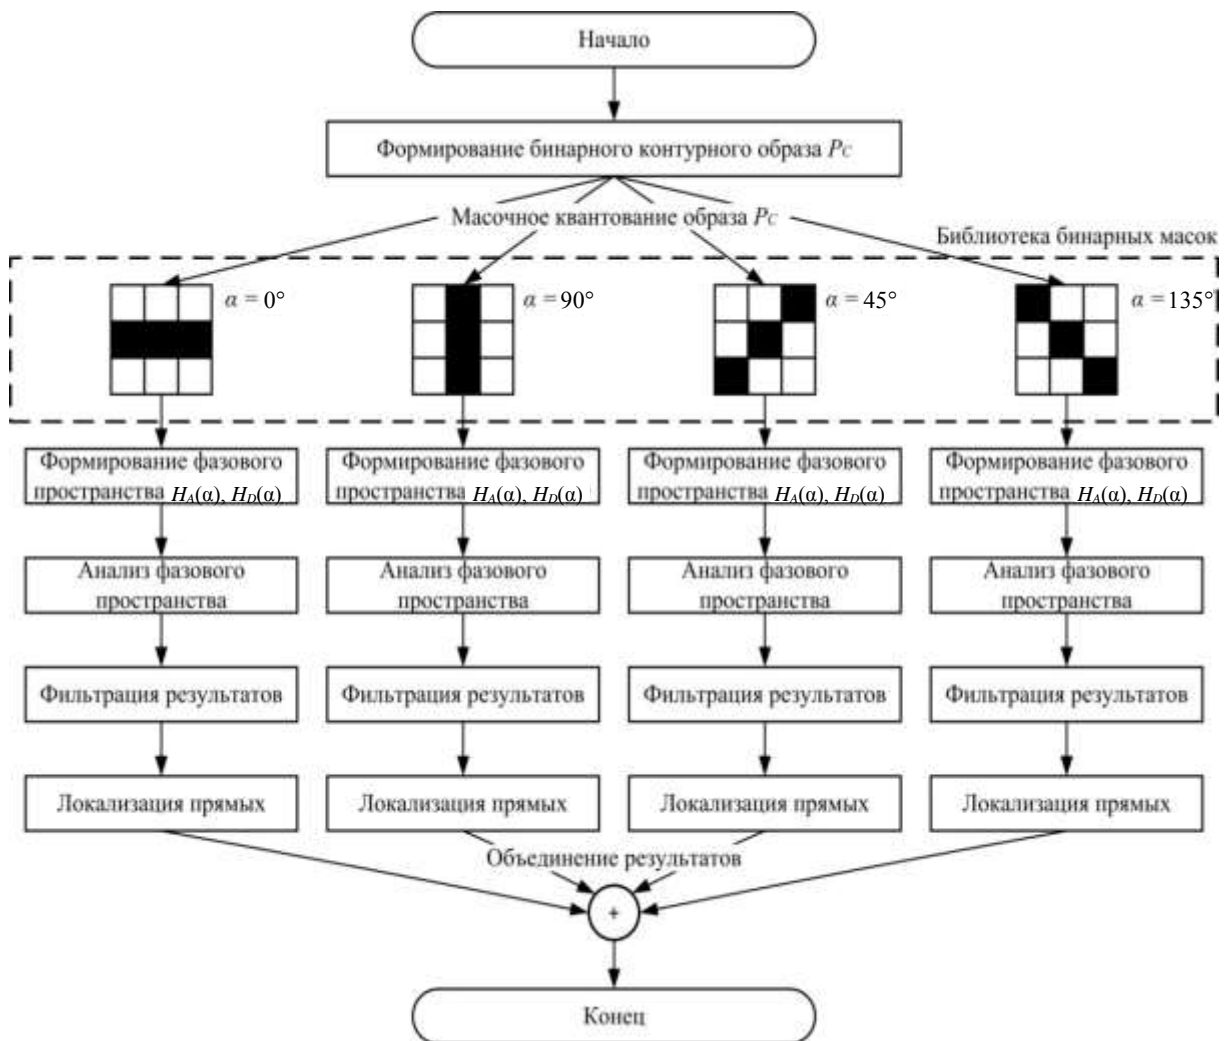 Начало
Формирование бинарного контурного образа PC
Масочное квантование образа PC
Библиотека бинарных масок
α = 0°
α = 90°
α = 45°
α = 135°
Формирование фазового
пространства HA(α), HD(α)
Формирование фазового
пространства HA(α), HD(α)
Формирование фазового
пространства HA(α), HD(α)
Формирование фазового
пространства HA(α), HD(α)
Анализ фазового
пространства
Анализ фазового
пространства
Анализ фазового
пространства
Анализ фазового
пространства
Фильтрация результатов
Фильтрация результатов
Фильтрация результатов
Фильтрация результатов
Локализация прямых
Локализация прямых
Локализация прямых
Локализация прямых
Объединение результатов
+
Конец